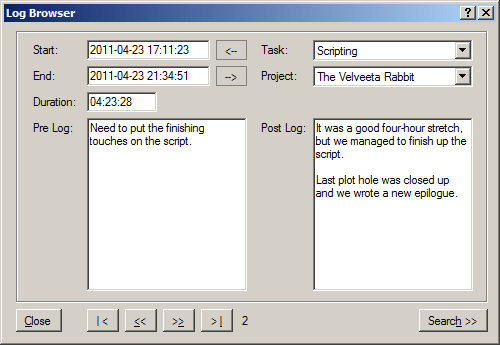 Log Browser
Start: 2011-04-23 17:11:23 <-- Task: Scripting
End: 2011-04-23 21:34:51 --> Project: The Velveeta Rabbit
Duration: 04:23:28
Pre Log: Need to put the finishing
touches on the script.
Post Log: It was a good four-hour stretch,
but we managed to finish up the
script.
Last plot hole was closed up
and we wrote a new epilogue.
Close |< << >> >| 2 Search >>